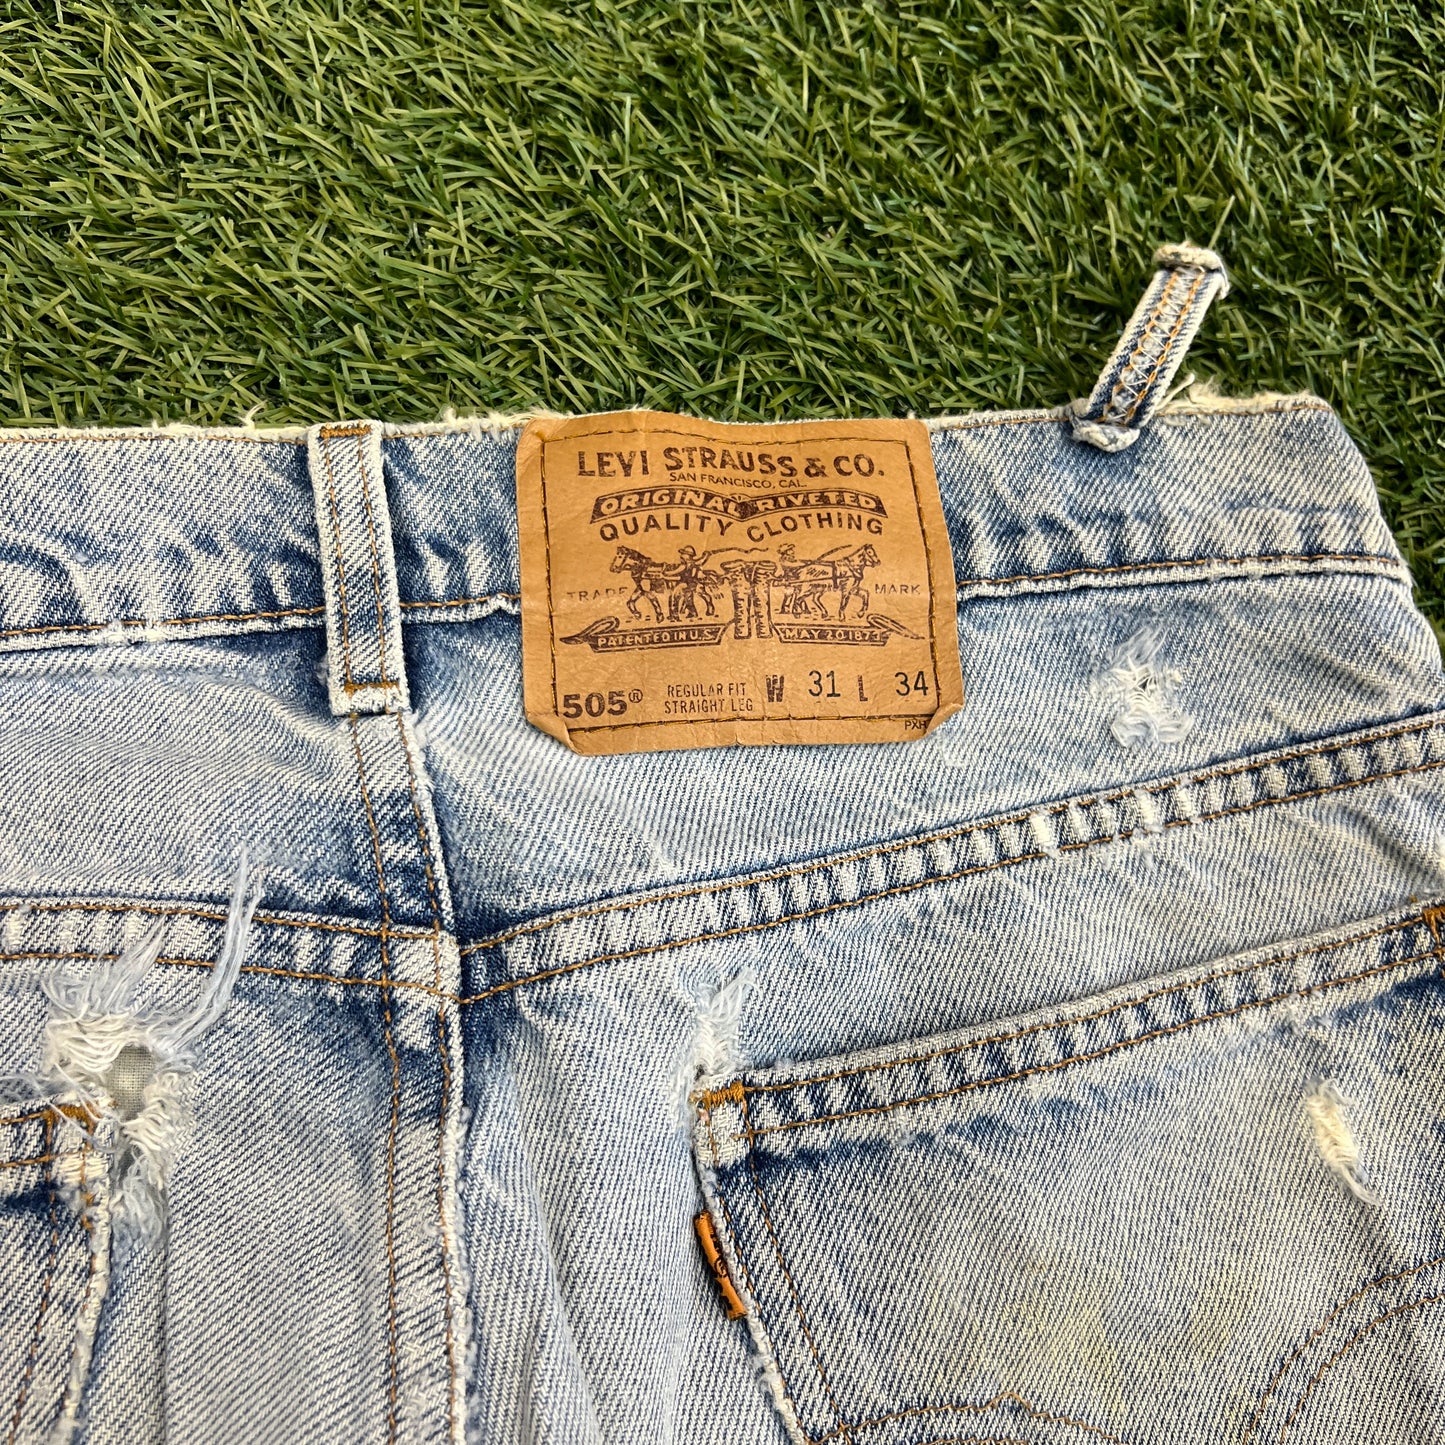 LEVI STRAUSS & CO.
SAN FRANCISCO, CAL.
ORIGINAL RIVETED
QUALITY CLOTHING
TRADE MARK
PATENTED IN U.S. MAY 20 1873
505® REGULAR FIT STRAIGHT LEG W 31 L 34
PXH